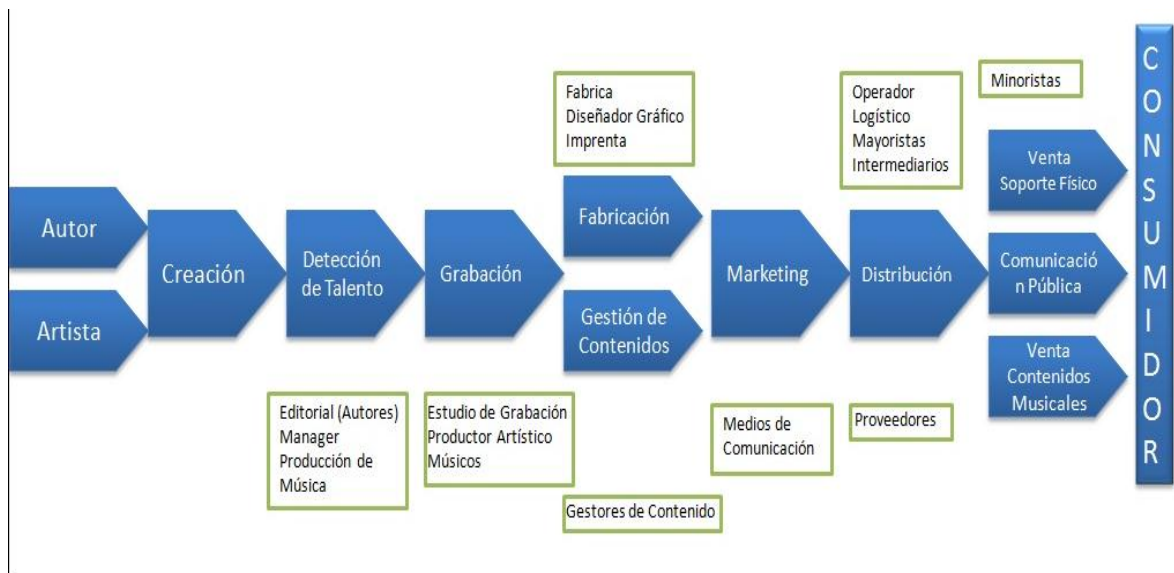 Autor
Artista
Creación
Detección
de Talento
Grabación
Fabrica
Diseñador Gráfico
Imprenta
Fabricación
Gestión de
Contenidos
Marketing
Operador
Logístico
Mayoristas
Intermediarios
Distribución
Minoristas
Venta
Soporte Físico
Comunicació
n Pública
Venta
Contenidos
Musicales
Editorial (Autores)
Manager
Producción de
Música
Estudio de Grabación
Productor Artístico
Músicos
Gestores de Contenido
Medios de
Comunicación
Proveedores
C
O
N
S
U
M
I
D
O
R